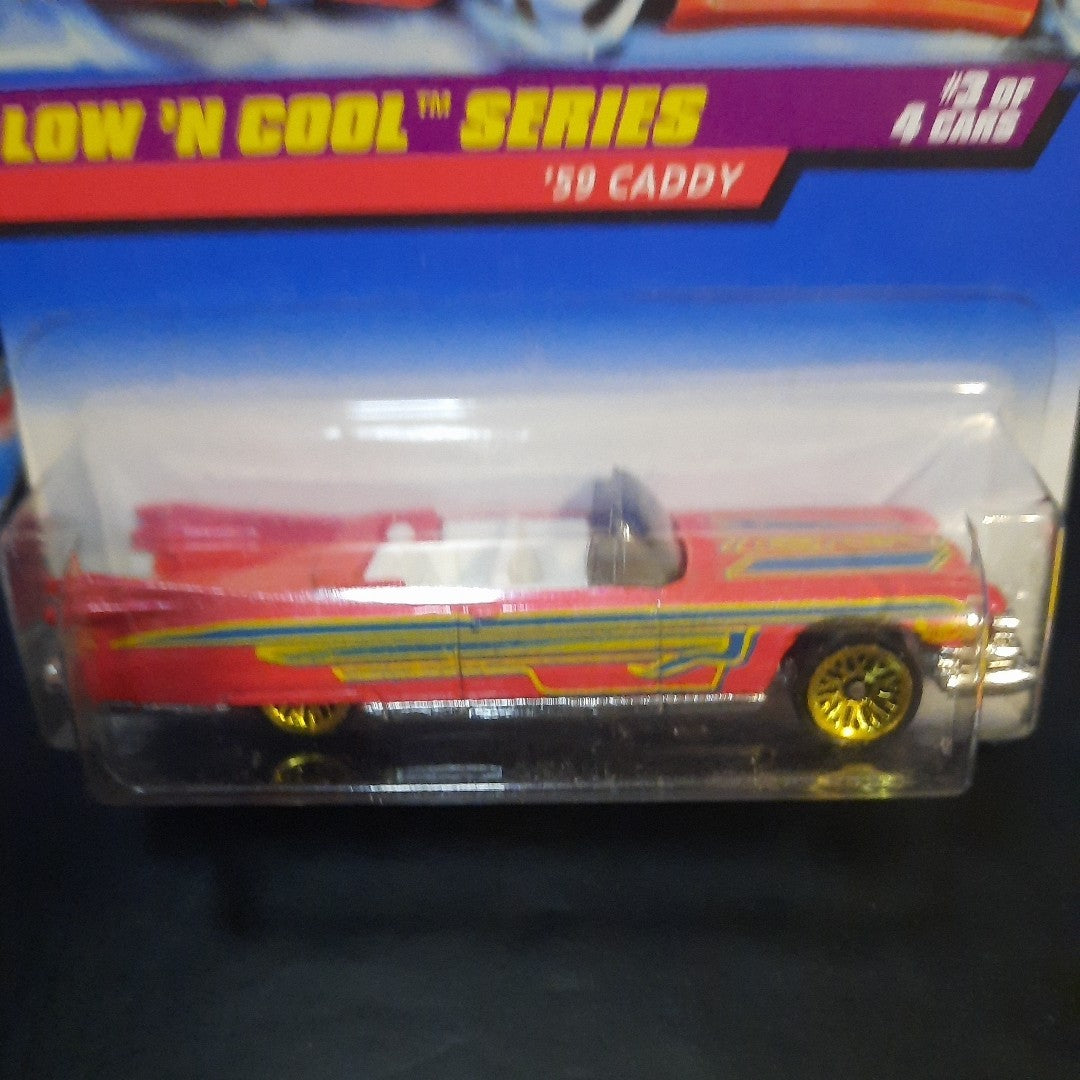 LOW 'N COOL™ SERIES
#3 OF
4 CARS
'59 CADDY